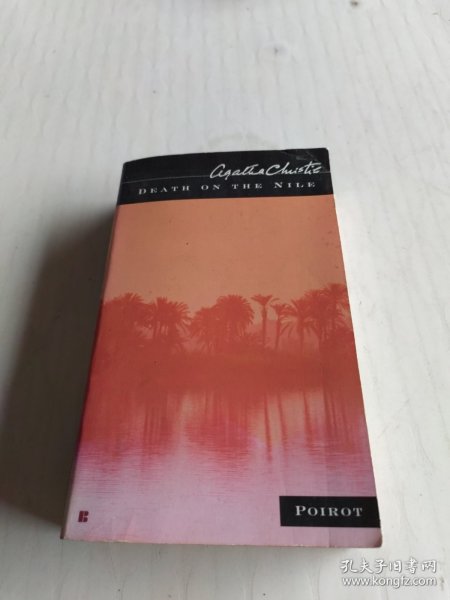 Agatha Christie
DEATH ON THE NILE
POIROT
B
孔夫子旧书网
www.kongfz.com